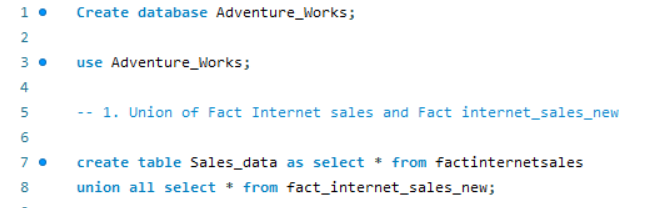 1 Create database Adventure_Works;
2
3 use Adventure_Works;
4
5 -- 1. Union of Fact Internet sales and Fact internet_sales_new
6
7 create table Sales_data as select * from factinternetsales
8 union all select * from fact_internet_sales_new;